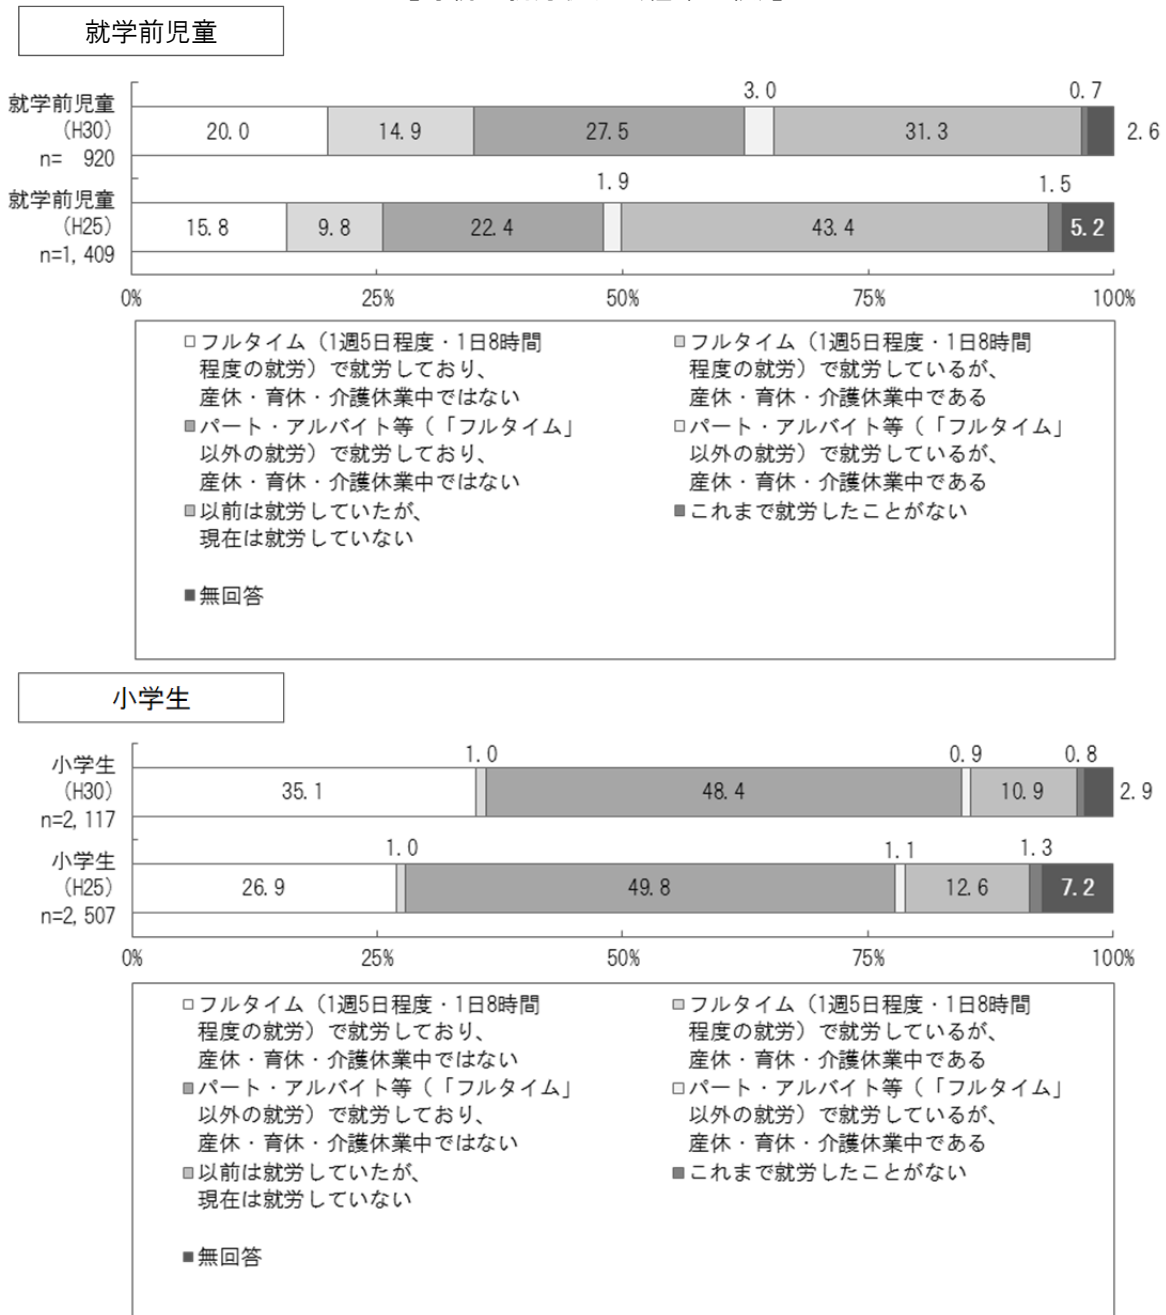 就学前児童
3.0 0.7
就学前児童
(H30)
n= 920
20.0 14.9 27.5 31.3 2.6
1.9 1.5
就学前児童
(H25)
n=1,409
15.8 9.8 22.4 43.4 5.2
0% 25% 50% 75% 100%
□フルタイム（1週5日程度・1日8時間
程度の就労）で就労しており、
産休・育休・介護休業中ではない
フルタイム（1週5日程度・1日8時間
程度の就労）で就労しているが、
産休・育休・介護休業中である
パート・アルバイト等（「フルタイム」
以外の就労）で就労しており、
産休・育休・介護休業中ではない
パート・アルバイト等（「フルタイム」
以外の就労）で就労しているが、
産休・育休・介護休業中である
以前は就労していたが、
現在は就労していない
これまで就労したことがない
無回答
小学生
1.0 0.9 0.8
小学生
(H30)
n=2,117
35.1 48.4 10.9 2.9
1.0 1.1 1.3
小学生
(H25)
n=2,507
26.9 49.8 12.6 7.2
0% 25% 50% 75% 100%
フルタイム（1週5日程度・1日8時間
程度の就労）で就労しており、
産休・育休・介護休業中ではない
フルタイム（1週5日程度・1日8時間
程度の就労）で就労しているが、
産休・育休・介護休業中である
パート・アルバイト等（「フルタイム」
以外の就労）で就労しており、
産休・育休・介護休業中ではない
パート・アルバイト等（「フルタイム」
以外の就労）で就労しているが、
産休・育休・介護休業中である
以前は就労していたが、
現在は就労していない
これまで就労したことがない
無回答